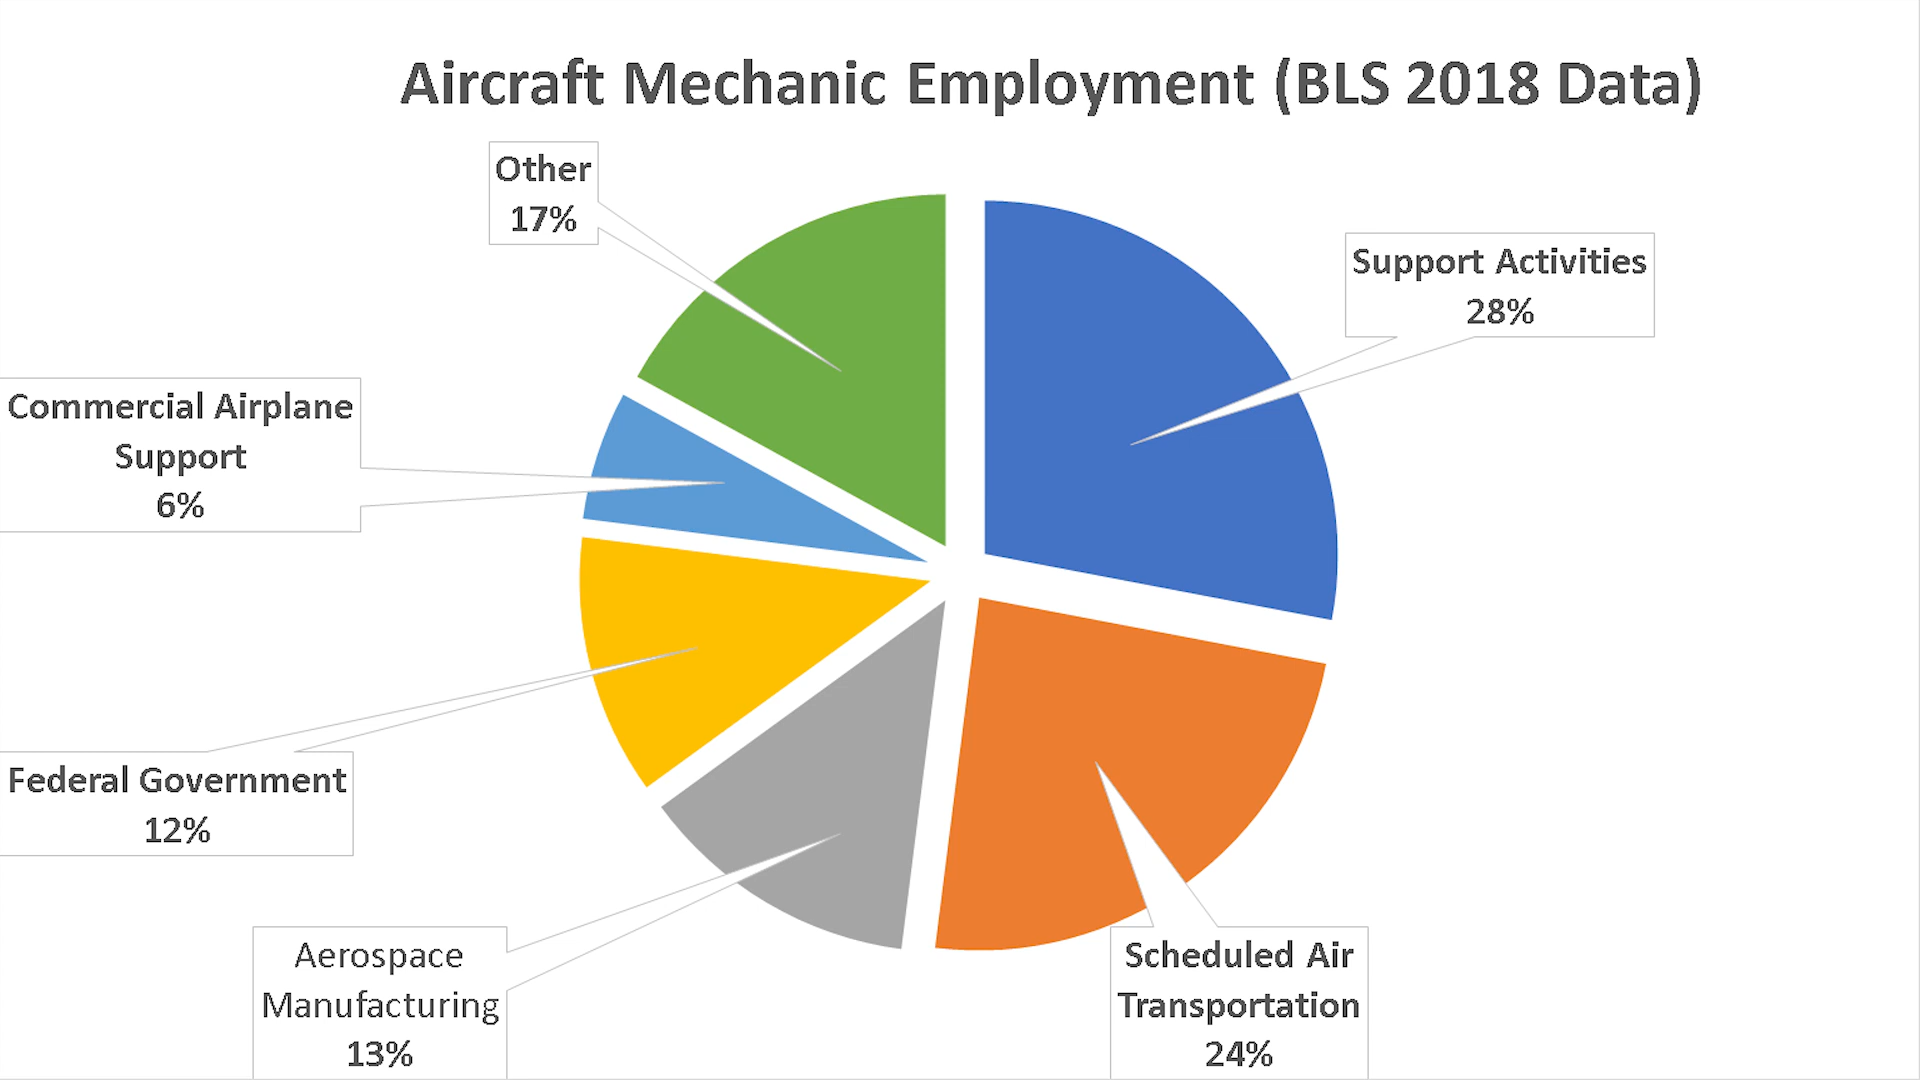 Aircraft Mechanic Employment (BLS 2018 Data)
Other
17%
Support Activities
28%
Commercial Airplane
Support
6%
Federal Government
12%
Aerospace
Manufacturing
13%
Scheduled Air
Transportation
24%